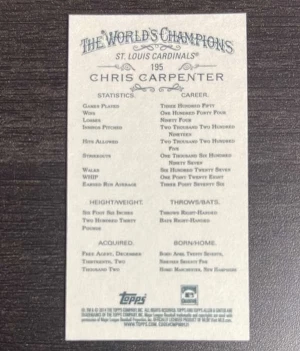 THE WORLD'S CHAMPIONS
ST. LOUIS CARDINALS®
195
CHRIS CARPENTER
STATISTICS. CAREER.
Games Played Three Hundred Fifty
Wins One Hundred Forty Four
Losses Ninety Four
Innings Pitched Two Thousand Two Hundred
Nineteen
Hits Allowed Two Thousand Two Hundred
Strikeouts One Thousand Six Hundred
Ninety Seven
Walks Six Hundred Twenty Seven
WHIP One Point Twenty Eight
Earned Run Average Three Point Seventy Six
HEIGHT/WEIGHT. THROWS/BATS.
Six Foot Six Inches Throws Right-Handed
Two Hundred Thirty Bats Right-Handed
Pounds
ACQUIRED. BORN/HOME.
Free Agent, December Born April Twenty Seventh,
Thirteenth, Two Nineteen Seventy Five
Thousand Two Home Manchester, New Hampshire
Topps
WWW.TOPPS.COM